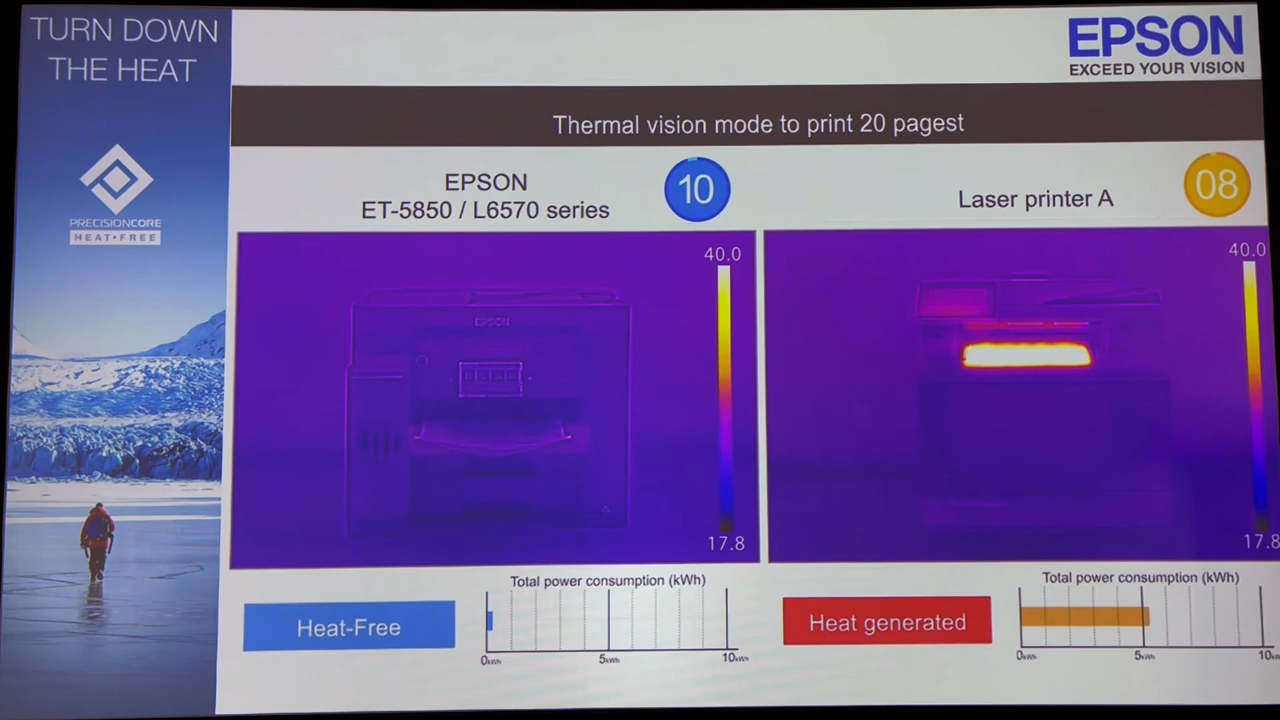 TURN DOWN
THE HEAT
PRECISIONCORE
HEAT•FREE
EPSON
EXCEED YOUR VISION
Thermal vision mode to print 20 pagest
EPSON
ET-5850 / L6570 series
10
Laser printer A
08
EPSON
40.0
17.8
40.0
17.8
Heat-Free
Total power consumption (kWh)
0kWh 5kWh 10kWh
Heat generated
Total power consumption (kWh)
0kWh 5kWh 10kW